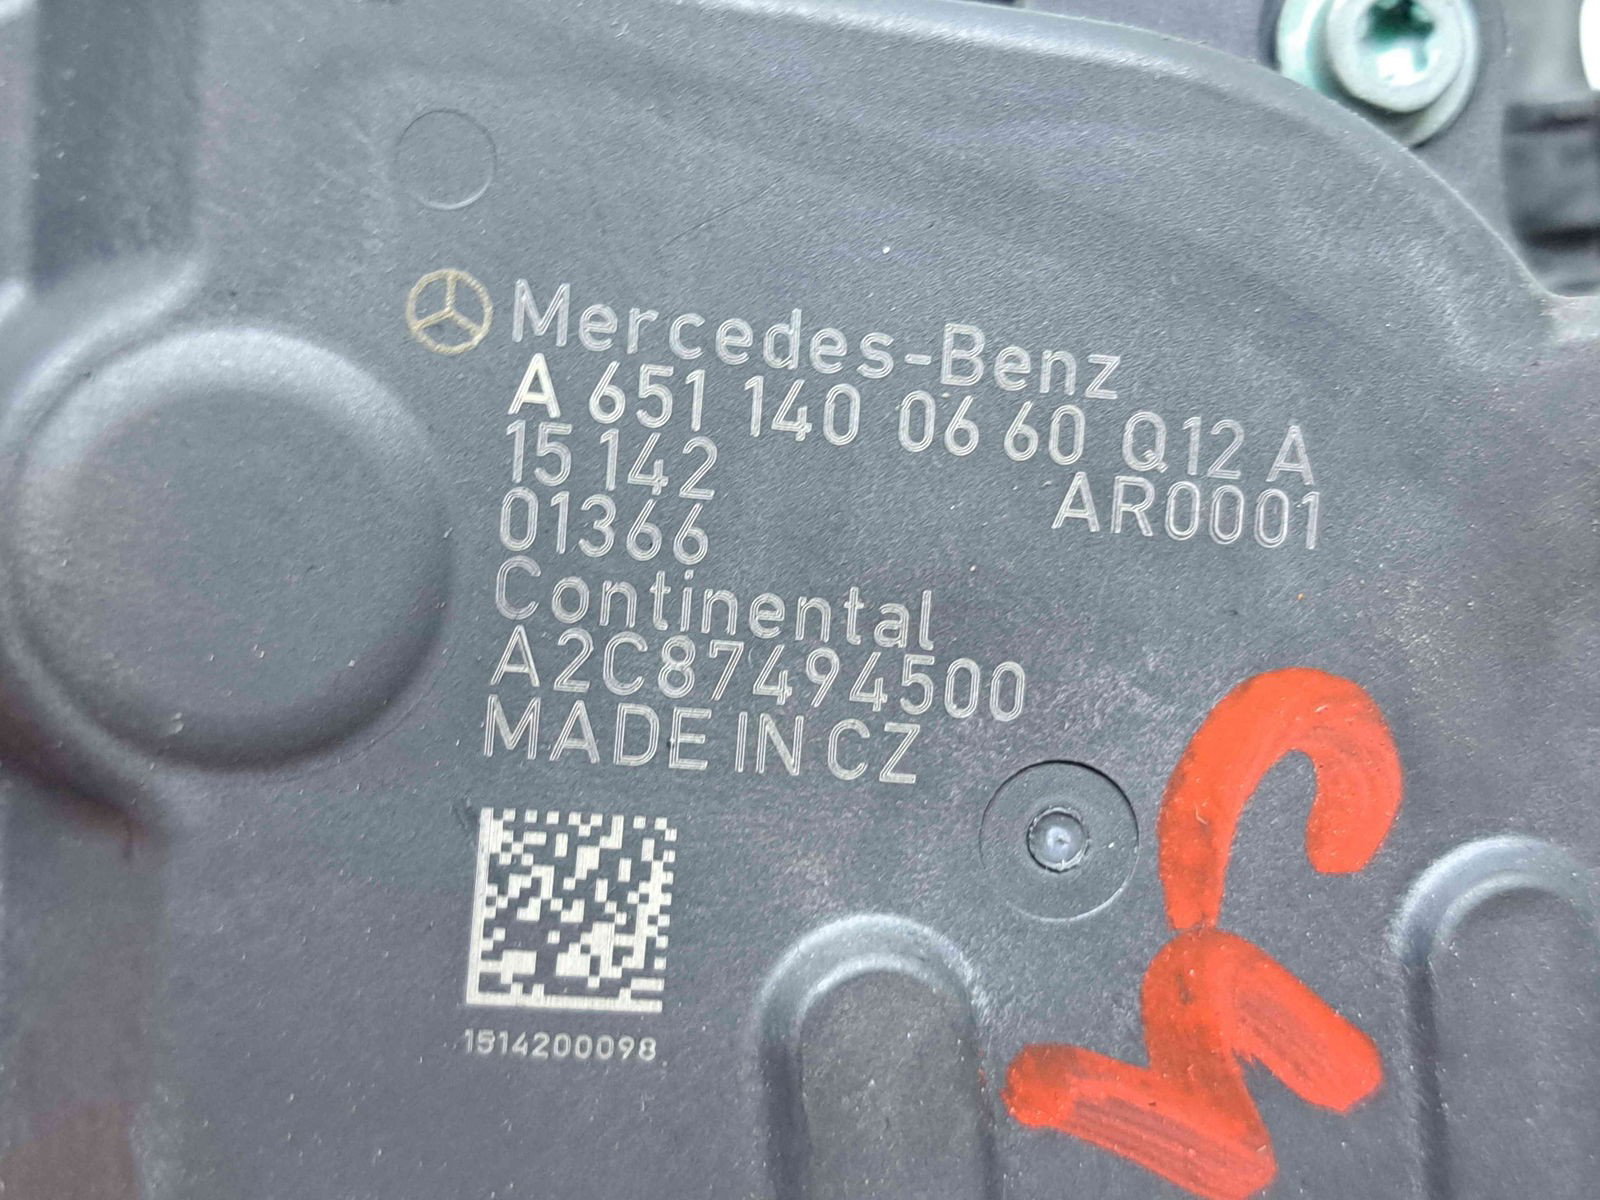 Mercedes-Benz
A 651 140 06 60 Q12 A
15 142 AR0001
01366
Continental
A2C87494500
MADE IN CZ
1514200098